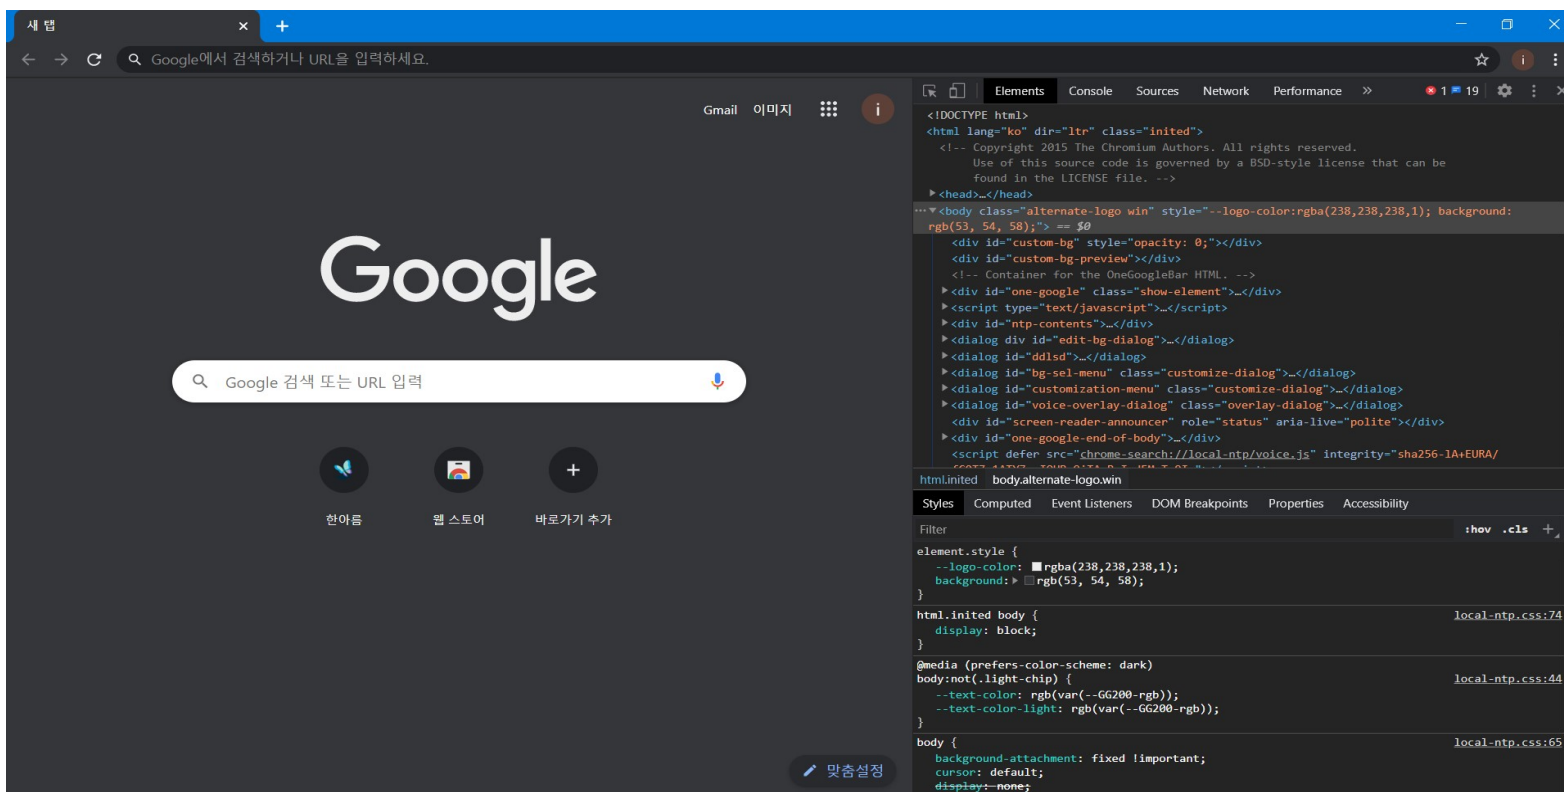 새 탭
Google에서 검색하거나 URL을 입력하세요.
i
Gmail 이미지
i
Google
Google 검색 또는 URL 입력
한아름
웹 스토어
바로가기 추가
맞춤설정
Elements Console Sources Network Performance » 1 19
<!DOCTYPE html>
<html lang="ko" dir="ltr" class="inited">
<!-- Copyright 2015 The Chromium Authors. All rights reserved.
Use of this source code is governed by a BSD-style license that can be
found in the LICENSE file. -->
<head>…</head>
<body class="alternate-logo win" style="--logo-color:rgba(238,238,238,1); background:
rgb(53, 54, 58);"> == $0
<div id="custom-bg" style="opacity: 0;"></div>
<div id="custom-bg-preview"></div>
<!-- Container for the OneGoogleBar HTML. -->
<div id="one-google" class="show-element">…</div>
<script type="text/javascript">…</script>
<div id="ntp-contents">…</div>
<dialog div id="edit-bg-dialog">…</dialog>
<dialog id="ddlsd">…</dialog>
<dialog id="bg-sel-menu" class="customize-dialog">…</dialog>
<dialog id="customization-menu" class="customize-dialog">…</dialog>
<dialog id="voice-overlay-dialog" class="overlay-dialog">…</dialog>
<div id="screen-reader-announcer" role="status" aria-live="polite"></div>
<div id="one-google-end-of-body">…</div>
<script defer src="chrome-search://local-ntp/voice.js" integrity="sha256-lA+EURA/
html.inited body.alternate-logo.win
Styles Computed Event Listeners DOM Breakpoints Properties Accessibility
Filter :hov .cls +
element.style {
--logo-color: rgba(238,238,238,1);
background: rgb(53, 54, 58);
}
html.inited body { local-ntp.css:74
display: block;
}
@media (prefers-color-scheme: dark)
body:not(.light-chip) { local-ntp.css:44
--text-color: rgb(var(--GG200-rgb));
--text-color-light: rgb(var(--GG200-rgb));
}
body { local-ntp.css:65
background-attachment: fixed !important;
cursor: default;
display: none;